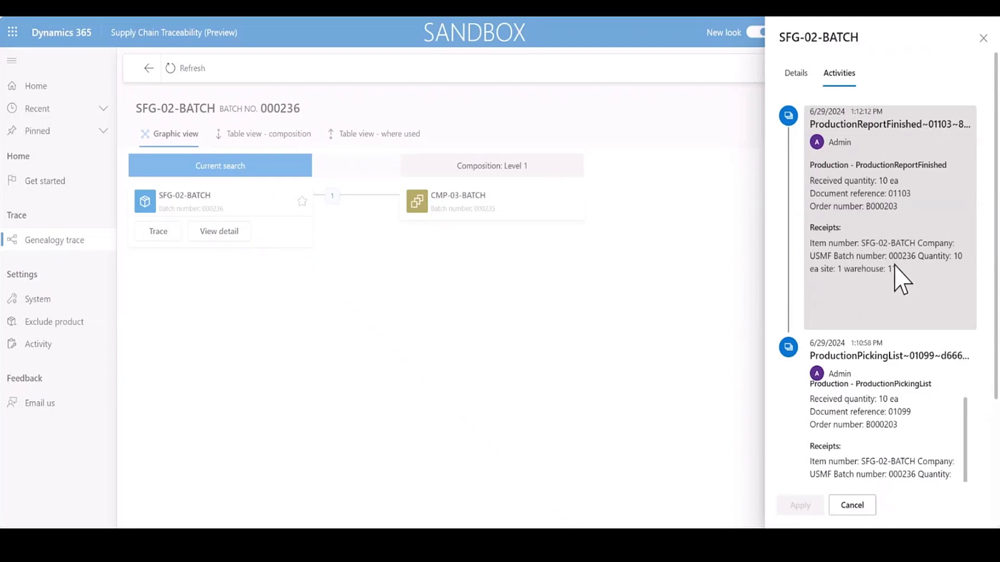 Dynamics 365
Supply Chain Traceability (Preview)
SANDBOX
New look
Home
Recent
Pinned
Home
Get started
Trace
Genealogy trace
Settings
System
Exclude product
Activity
Feedback
Email us
Refresh
SFG-02-BATCH BATCH NO. 000236
Graphic view
Table view - composition
Table view - where used
Current search
Composition: Level 1
SFG-02-BATCH
Batch number: 000236
1
CMP-03-BATCH
Batch number: 000235
Trace
View detail
SFG-02-BATCH
Details
Activities
6/29/2024 1:12:12 PM
ProductionReportFinished~01103~8...
A Admin
Production - ProductionReportFinished
Received quantity: 10 ea
Document reference: 01103
Order number: B000203
Receipts:
Item number: SFG-02-BATCH Company:
USMF Batch number: 000236 Quantity: 10
ea site: 1 warehouse:
6/29/2024 1:10:58 PM
ProductionPickingList~01099~d666...
A Admin
Production - ProductionPickingList
Received quantity: 10 ea
Document reference: 01099
Order number: B000203
Receipts:
Item number: SFG-02-BATCH Company:
USMF Batch number: 000236 Quantity:
Apply
Cancel